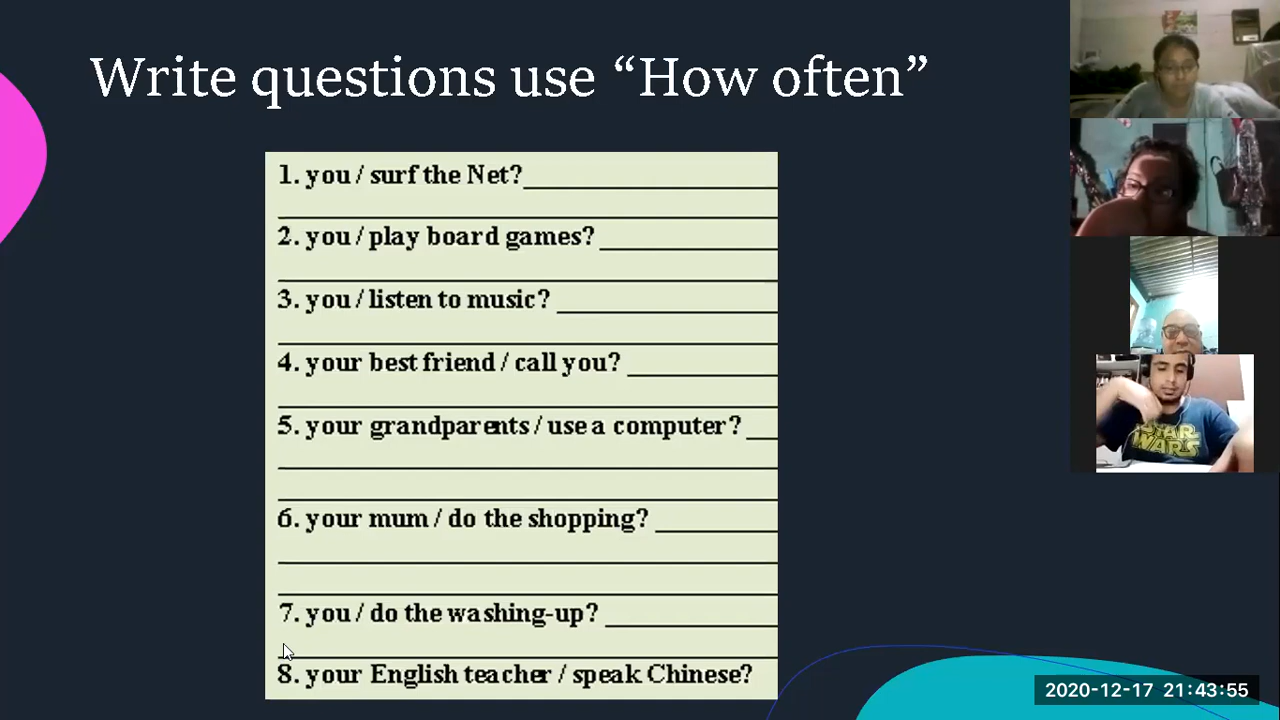 Write questions use “How often”
1. you / surf the Net?
2. you / play board games?
3. you / listen to music?
4. your best friend / call you?
5. your grandparents / use a computer?
6. your mum / do the shopping?
7. you / do the washing-up?
8. your English teacher / speak Chinese?
STAR
WARS
2020-12-17 21:43:55